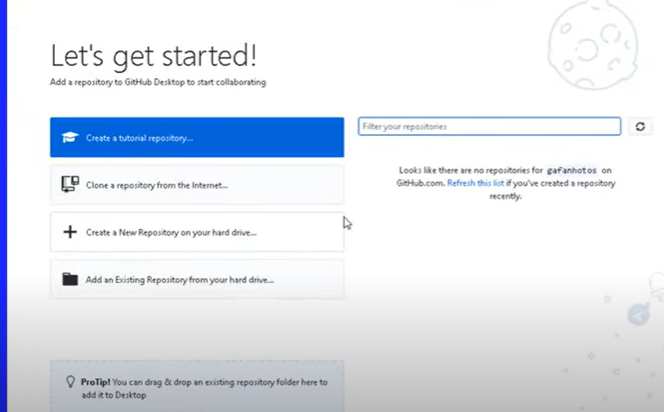 Let's get started!
Add a repository to GitHub Desktop to start collaborating
Create a tutorial repository...
Clone a repository from the Internet...
Create a New Repository on your hard drive...
Add an Existing Repository from your hard drive...
ProTip! You can drag & drop an existing repository folder here to
add it to Desktop
Filter your repositories
Looks like there are no repositories for gafanhotos on
GitHub.com. Refresh this list if you've created a repository
recently.